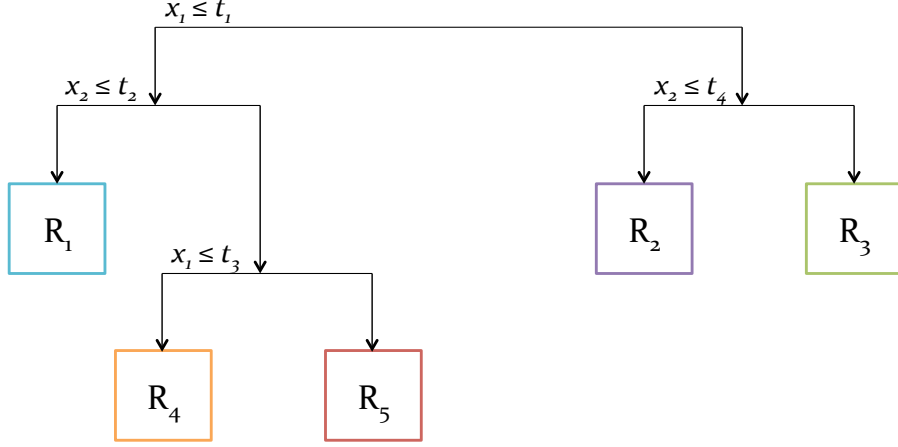 x₁ ≤ t₁
x₂ ≤ t₂
x₂ ≤ t₄
R₁
R₂
R₃
x₁ ≤ t₃
R₄
R₅